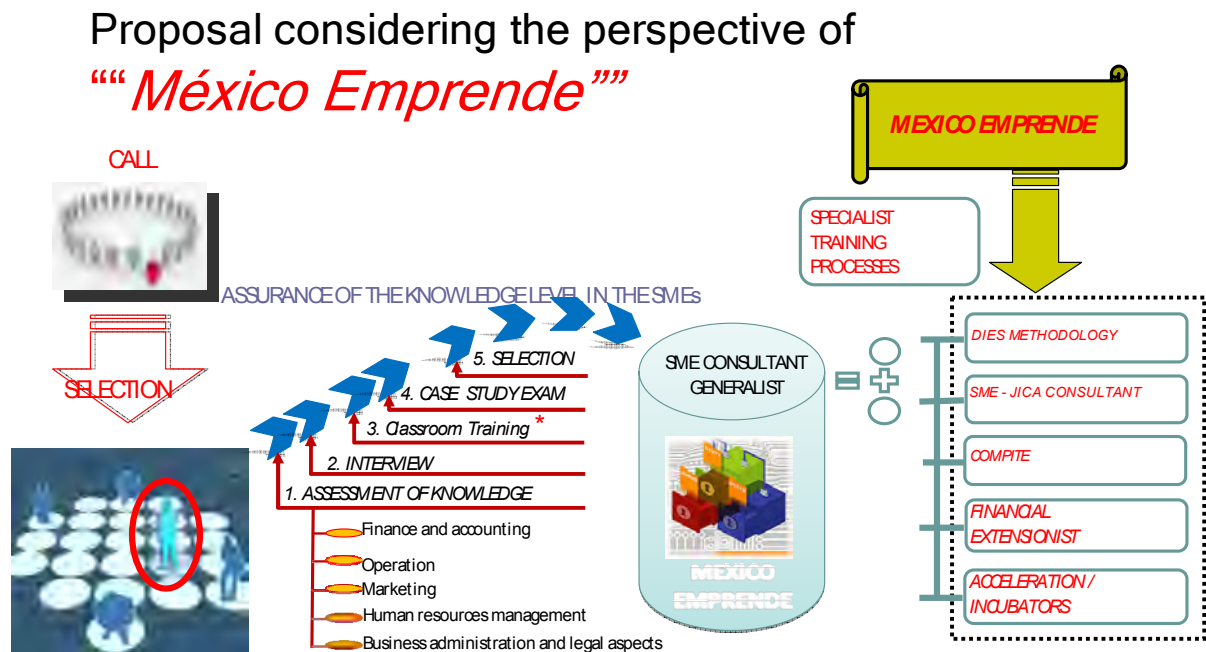 Proposal considering the perspective of
““México Emprende””
MEXICO EMPRENDE
CALL
SPECIALIST
TRAINING
PROCESSES
ASSURANCE OF THE KNOWLEDGE LEVEL IN THE SMEs
SELECTION
5. SELECTION
4. CASE STUDY EXAM
3. Classroom Training *
2. INTERVIEW
1. ASSESSMENT OF KNOWLEDGE
Finance and accounting
Operation
Marketing
Human resources management
Business administration and legal aspects
SME CONSULTANT
GENERALIST
MEXICO
EMPRENDE
DIES METHODOLOGY
SME - JICA CONSULTANT
COMPITE
FINANCIAL
EXTENSIONIST
ACCELERATION /
INCUBATORS